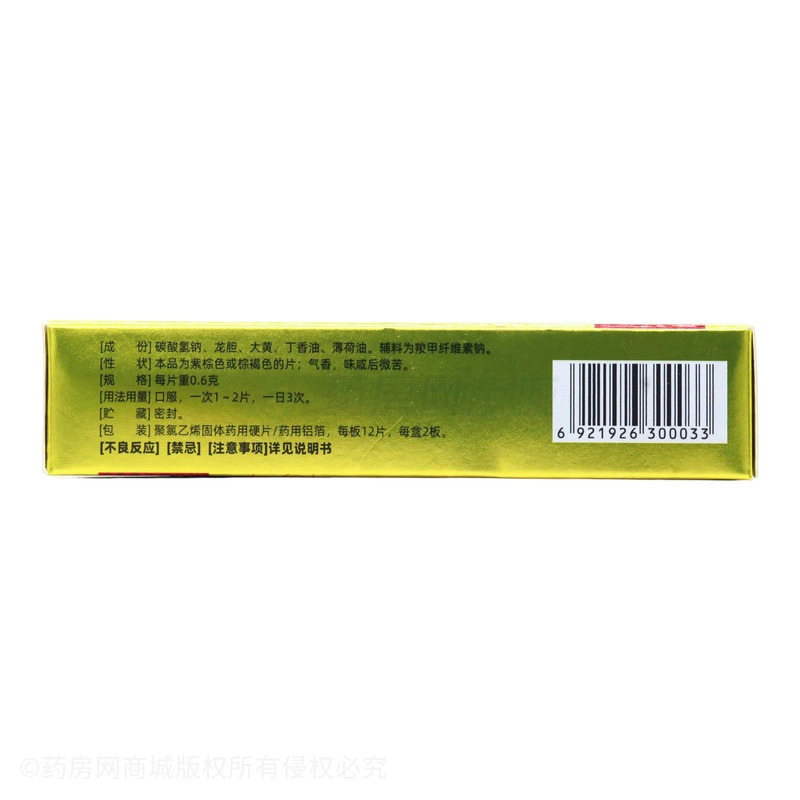 [成　份]碳酸氢钠、龙胆、大黄、丁香油、薄荷油。辅料为羧甲纤维素钠。
[性　状]本品为紫棕色或棕褐色的片；气香，味咸后微苦。
[规　格]每片重0.6克
[用法用量]口服，一次1~2片，一日3次。
[贮　藏]密封。
[包　装]聚氯乙烯固体药用硬片/药用铝箔，每板12片，每盒2板。
[不良反应] [禁忌] [注意事项]详见说明书
6 921926 300033
©药房网商城版权所有侵权必究